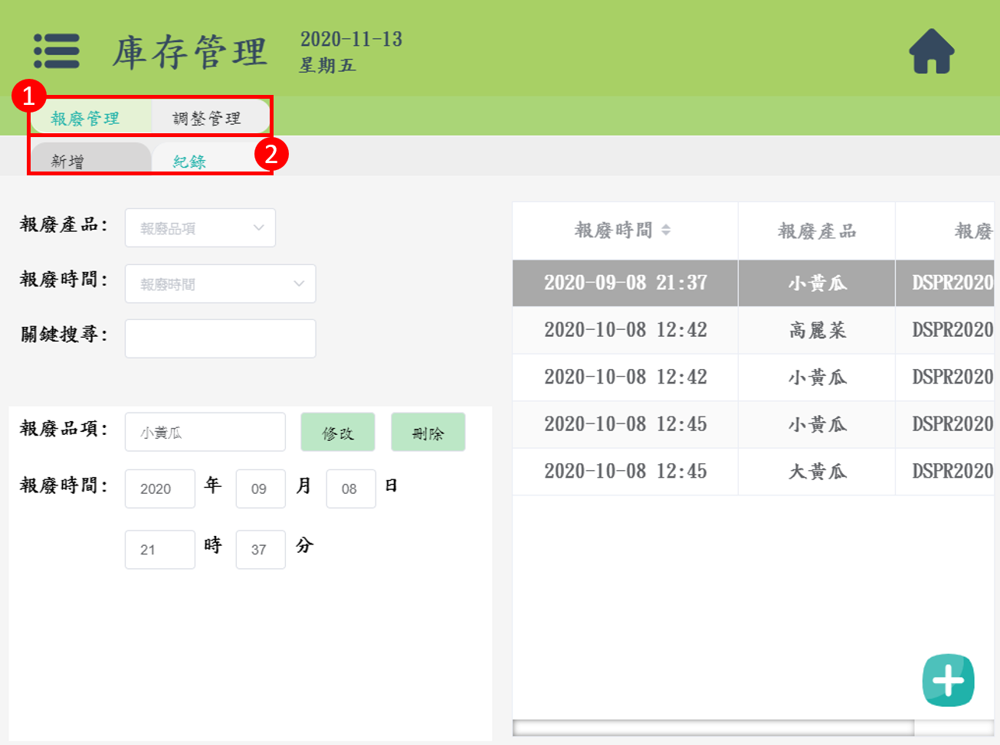 庫存管理
2020-11-13
星期五
1
報廢管理
調整管理
新增
紀錄
2
報廢產品：
報廢品項
報廢時間：
報廢時間
關鍵搜尋：
報廢品項：
小黃瓜
修改
刪除
報廢時間：
2020 年 09 月 08 日
21 時 37 分
報廢時間 報廢產品 報廢
2020-09-08 21:37 小黃瓜 DSPR2020
2020-10-08 12:42 高麗菜 DSPR2020
2020-10-08 12:42 小黃瓜 DSPR2020
2020-10-08 12:45 小黃瓜 DSPR2020
2020-10-08 12:45 大黃瓜 DSPR2020